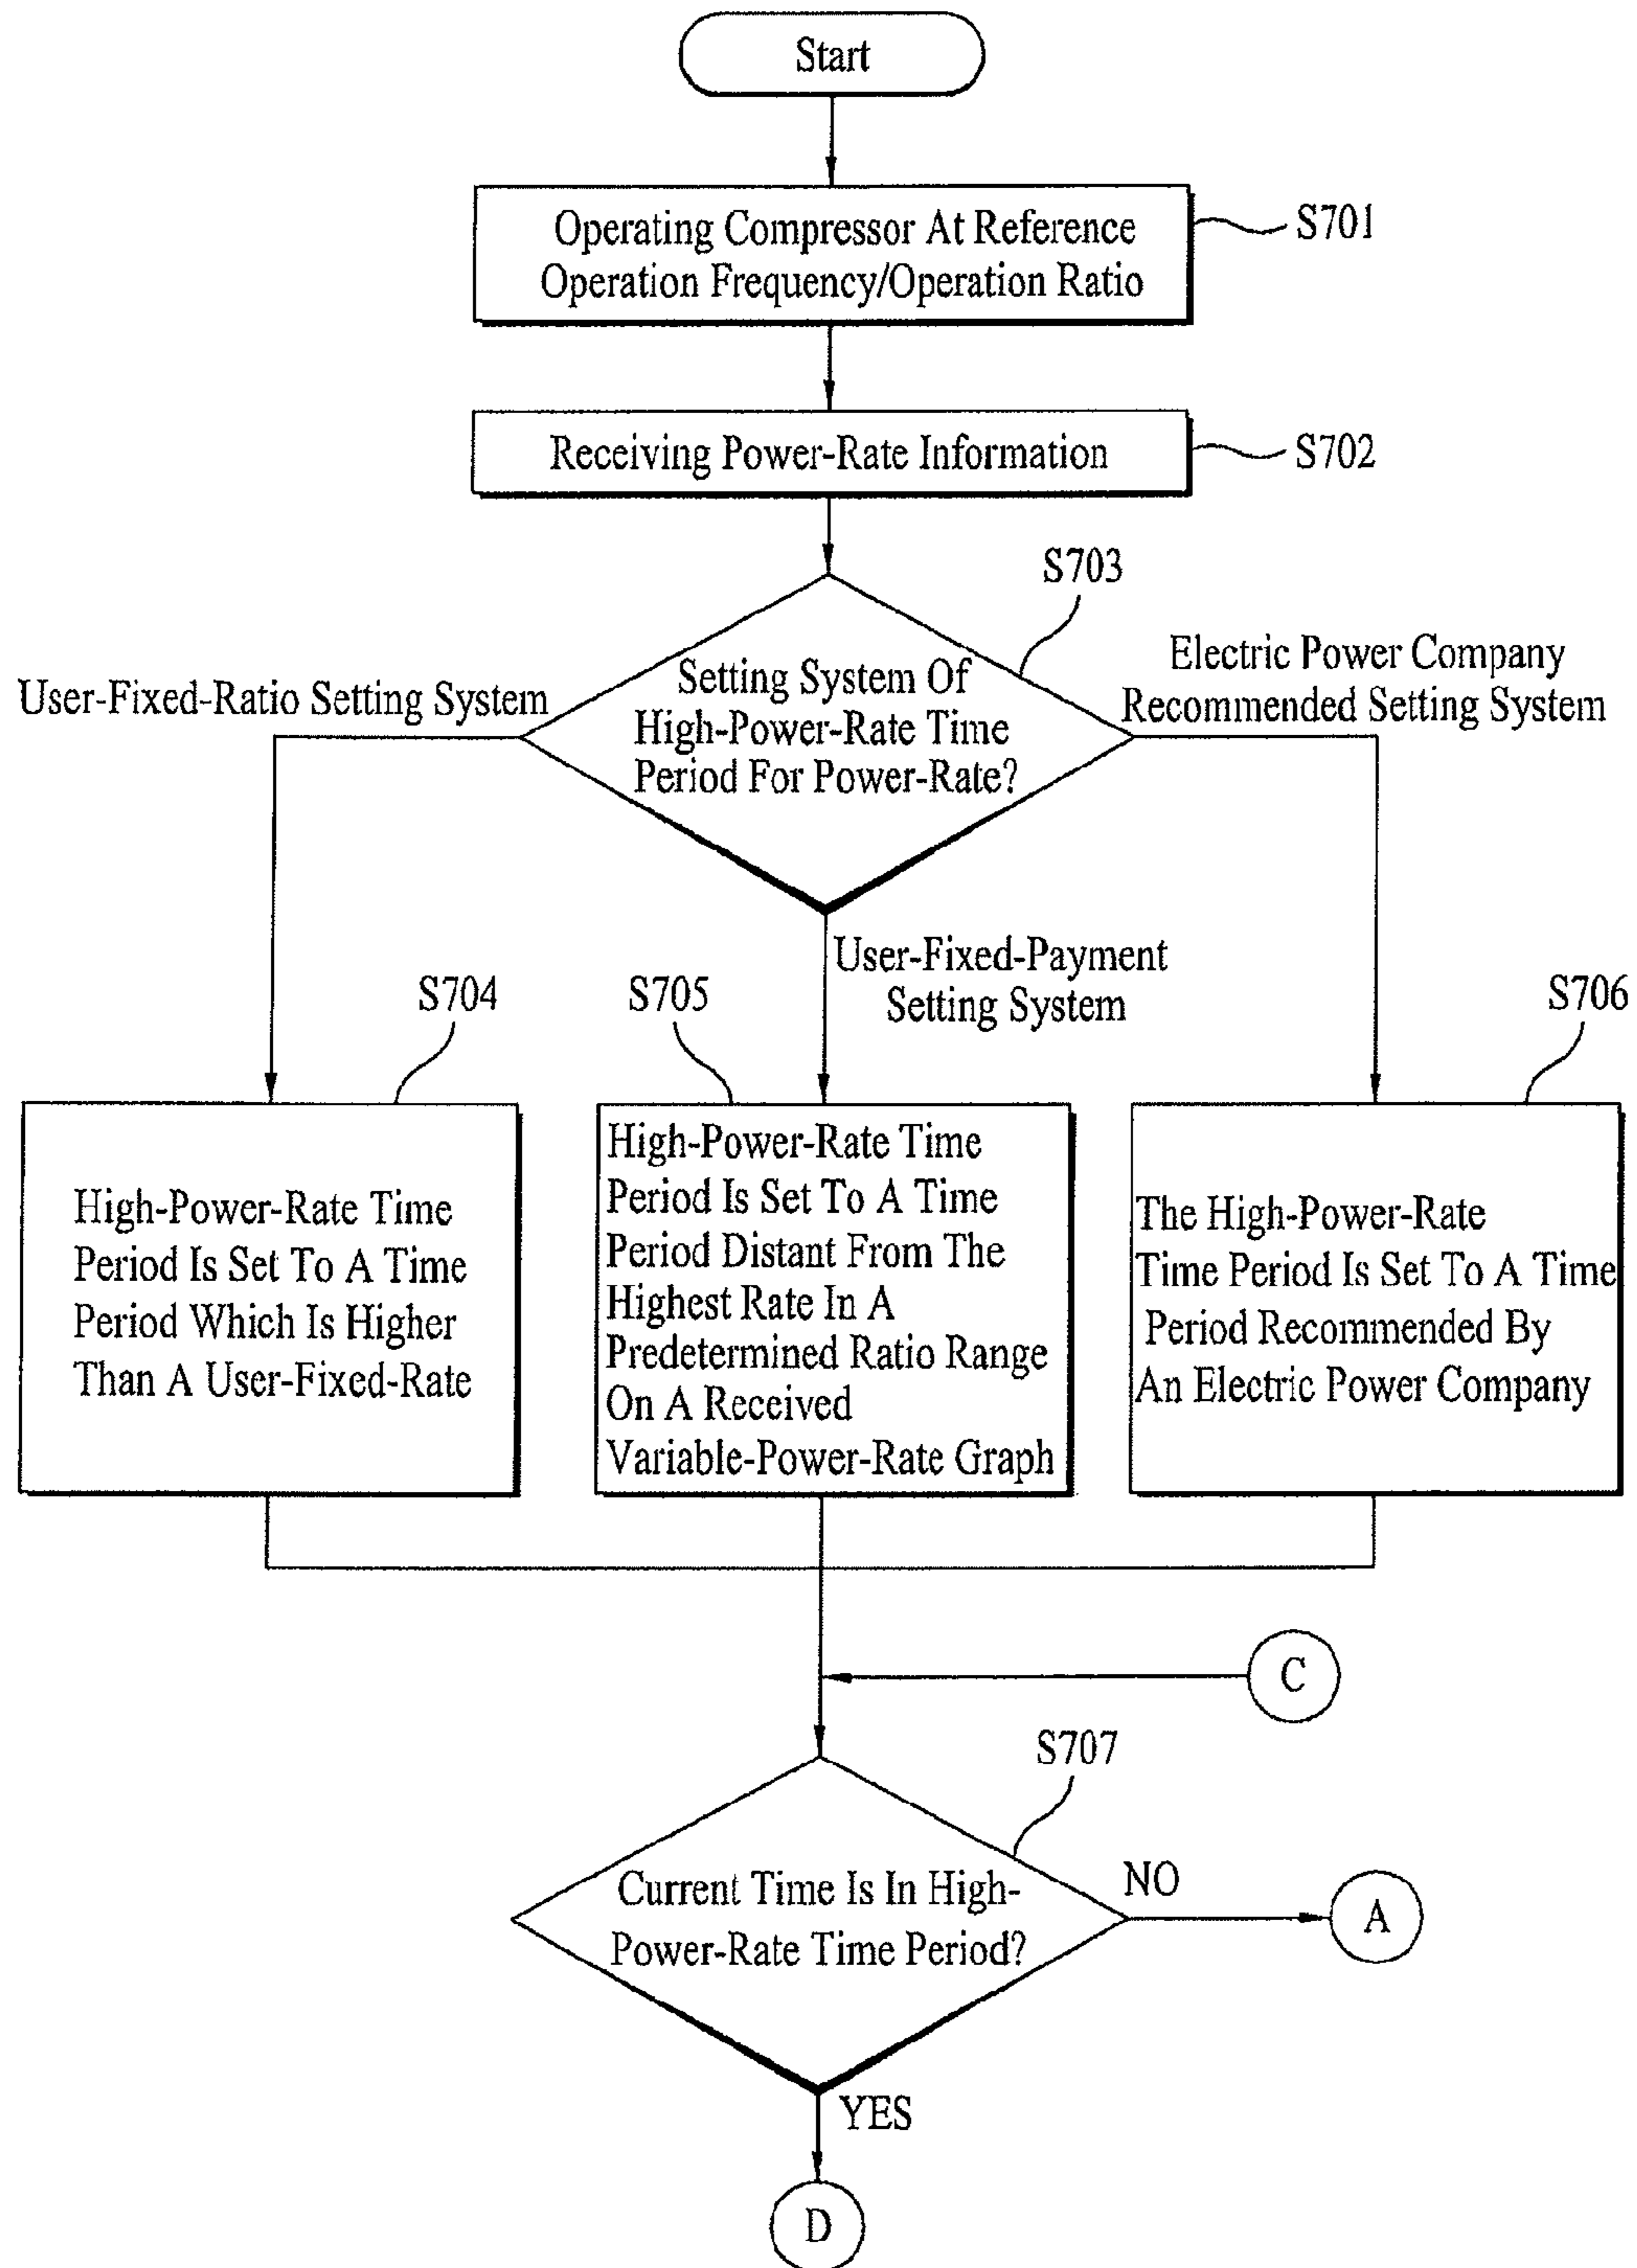 Start
Operating Compressor At Reference
Operation Frequency/Operation Ratio
S701
Receiving Power-Rate Information
S702
S703
Setting System Of
High-Power-Rate Time
Period For Power-Rate?
User-Fixed-Ratio Setting System
Electric Power Company
Recommended Setting System
User-Fixed-Payment
Setting System
S704
S705
S706
High-Power-Rate Time
Period Is Set To A Time
Period Which Is Higher
Than A User-Fixed-Rate
High-Power-Rate Time
Period Is Set To A Time
Period Distant From The
Highest Rate In A
Predetermined Ratio Range
On A Received
Variable-Power-Rate Graph
The High-Power-Rate
Time Period Is Set To A Time
Period Recommended By
An Electric Power Company
C
S707
Current Time Is In High-
Power-Rate Time Period?
NO
A
YES
D